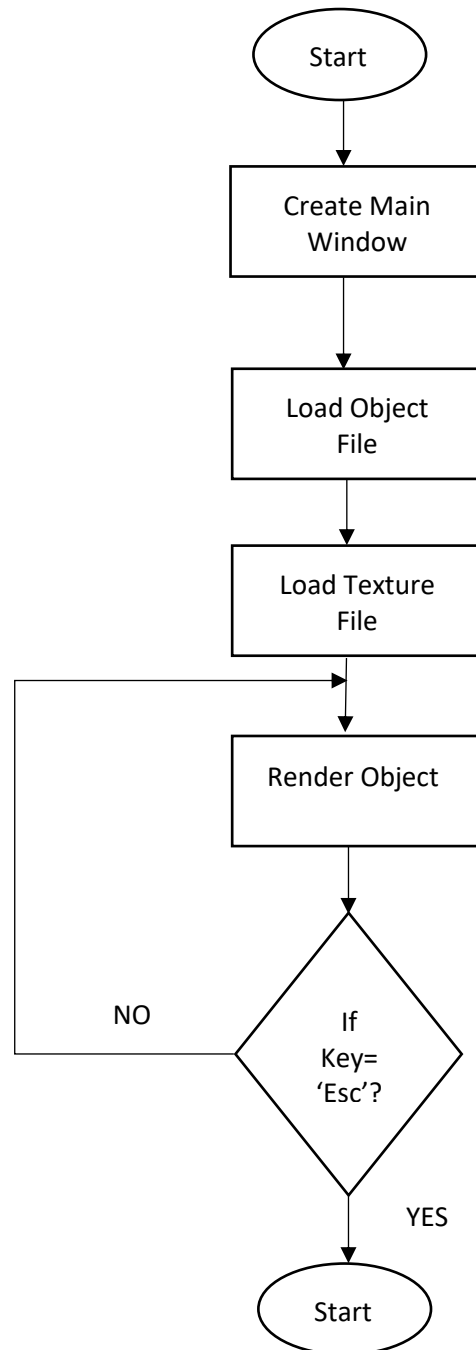 Start
Create Main
Window
Load Object
File
Load Texture
File
Render Object
NO
If
Key=
‘Esc’?
YES
Start